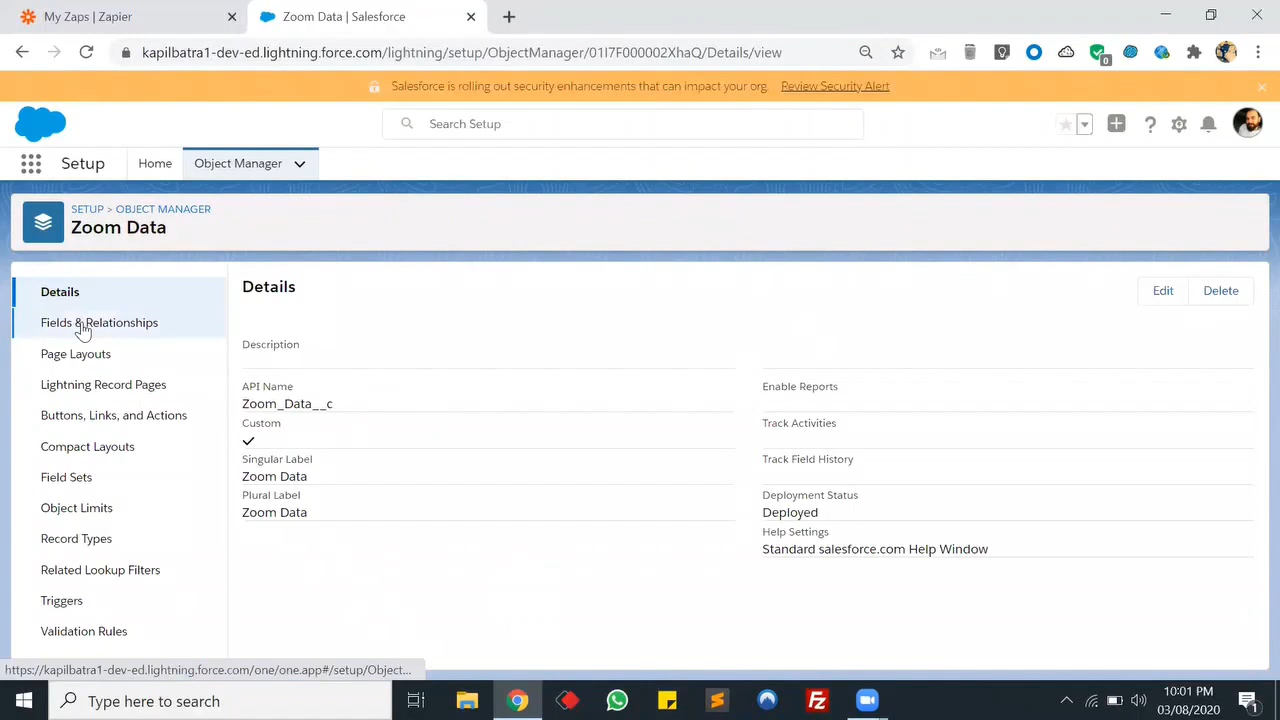 My Zaps | Zapier
Zoom Data | Salesforce
kapilbatra1-dev-ed.lightning.force.com/lightning/setup/ObjectManager/01I7F000002XhaQ/Details/view
0
Salesforce is rolling out security enhancements that can impact your org. Review Security Alert
Search Setup
Setup
Home
Object Manager
SETUP > OBJECT MANAGER
Zoom Data
Details
Fields & Relationships
Page Layouts
Lightning Record Pages
Buttons, Links, and Actions
Compact Layouts
Field Sets
Object Limits
Record Types
Related Lookup Filters
Triggers
Validation Rules
Details
Edit
Delete
Description
API Name
Zoom_Data__c
Custom
Singular Label
Zoom Data
Plural Label
Zoom Data
Enable Reports
Track Activities
Track Field History
Deployment Status
Deployed
Help Settings
Standard salesforce.com Help Window
https://kapilbatra1-dev-ed.lightning.force.com/one/one.app#/setup/Object...
Type here to search
10:01 PM
03/08/2020
1